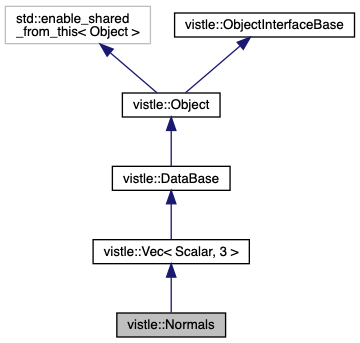 std::enable_shared
_from_this< Object >
vistle::ObjectInterfaceBase
vistle::Object
vistle::DataBase
vistle::Vec< Scalar, 3 >
vistle::Normals